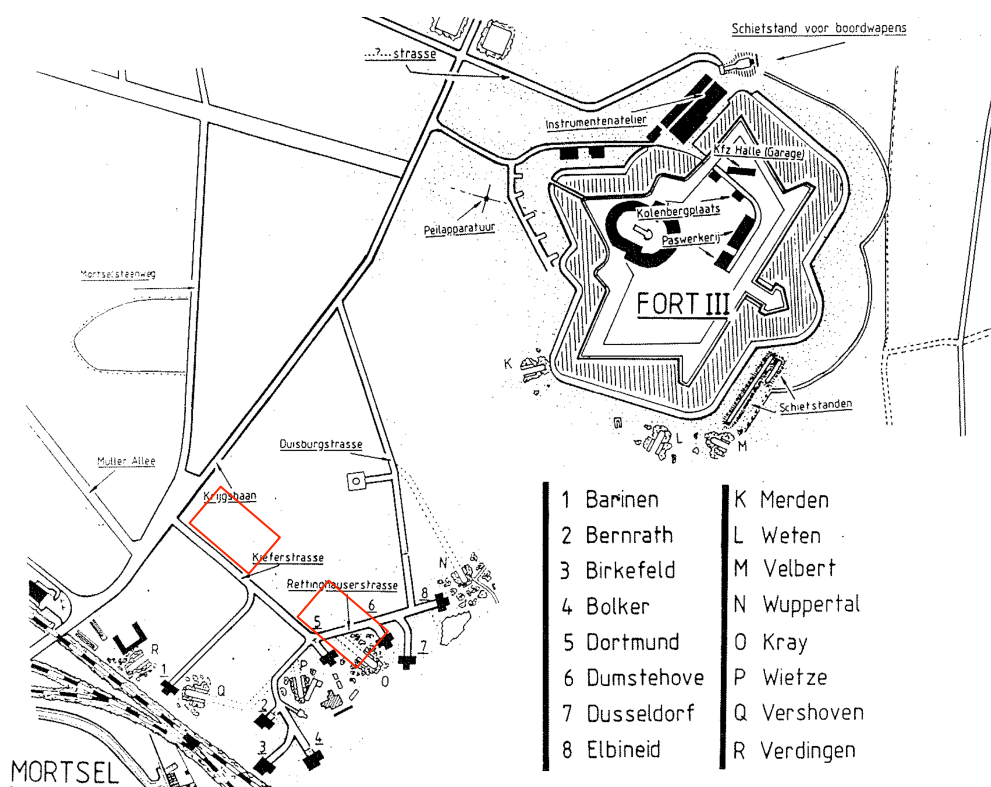 Schietstand voor boordwapens
...?... strasse
Instrumentenatelier
Kfz Halle (Garage)
Kolenbergplaats
Peilapparatuur
Paswerkerij
Mortselsteenweg
FORT III
K
Schietstanden
L
M
Duisburgstrasse
Muller Allee
Krijgsbaan
Kieferstrasse
N
Rettinghauserstrasse
8
6
5
7
R
P
O
1
Q
2
3
4
MORTSEL
1 Barinen
2 Bernrath
3 Birkefeld
4 Bolker
5 Dortmund
6 Dumstehove
7 Dusseldorf
8 Elbineid
K Merden
L Weten
M Velbert
N Wuppertal
O Kray
P Wietze
Q Vershoven
R Verdingen